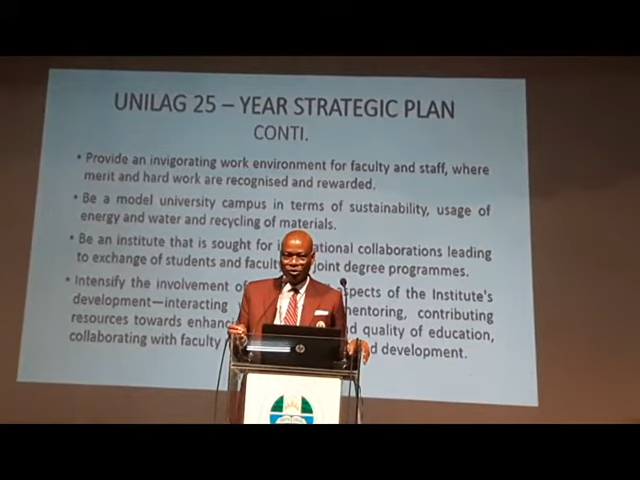 UNILAG 25 – YEAR STRATEGIC PLAN
CONTI.
• Provide an invigorating work environment for faculty and staff, where
merit and hard work are recognised and rewarded.
• Be a model university campus in terms of sustainability, usage of
energy and water and recycling of materials.
• Be an institute that is sought for collaborations leading
to exchange of students and joint degree programmes.
• Intensify the involvement of aspects of the Institute's
development—interacting mentoring, contributing
resources towards and quality of education,
collaborating with faculty development.
hp